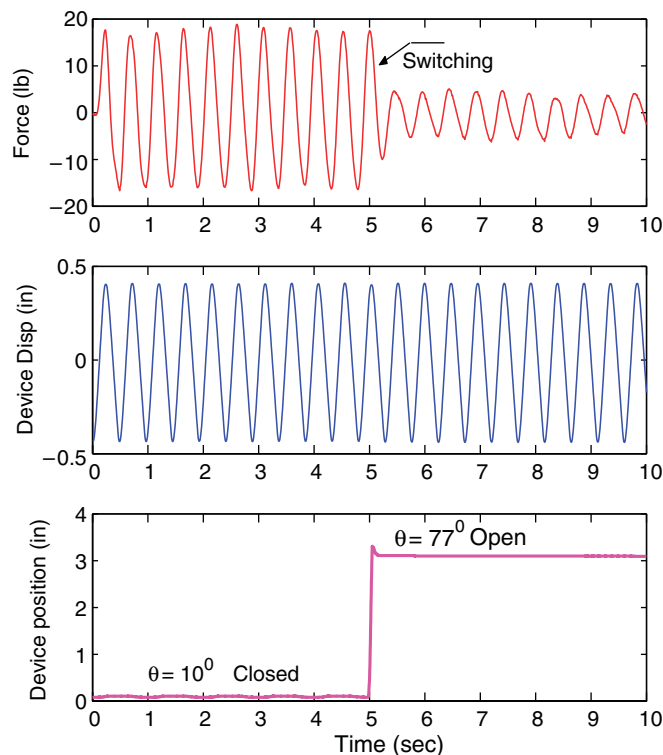 20
10
0
−10
−20
Force (lb)
Switching
0 1 2 3 4 5 6 7 8 9 10
0.5
0
−0.5
Device Disp (in)
0 1 2 3 4 5 6 7 8 9 10
4
3
2
1
0
Device position (in)
θ = 77⁰ Open
θ = 10⁰ Closed
0 1 2 3 4 5 6 7 8 9 10
Time (sec)